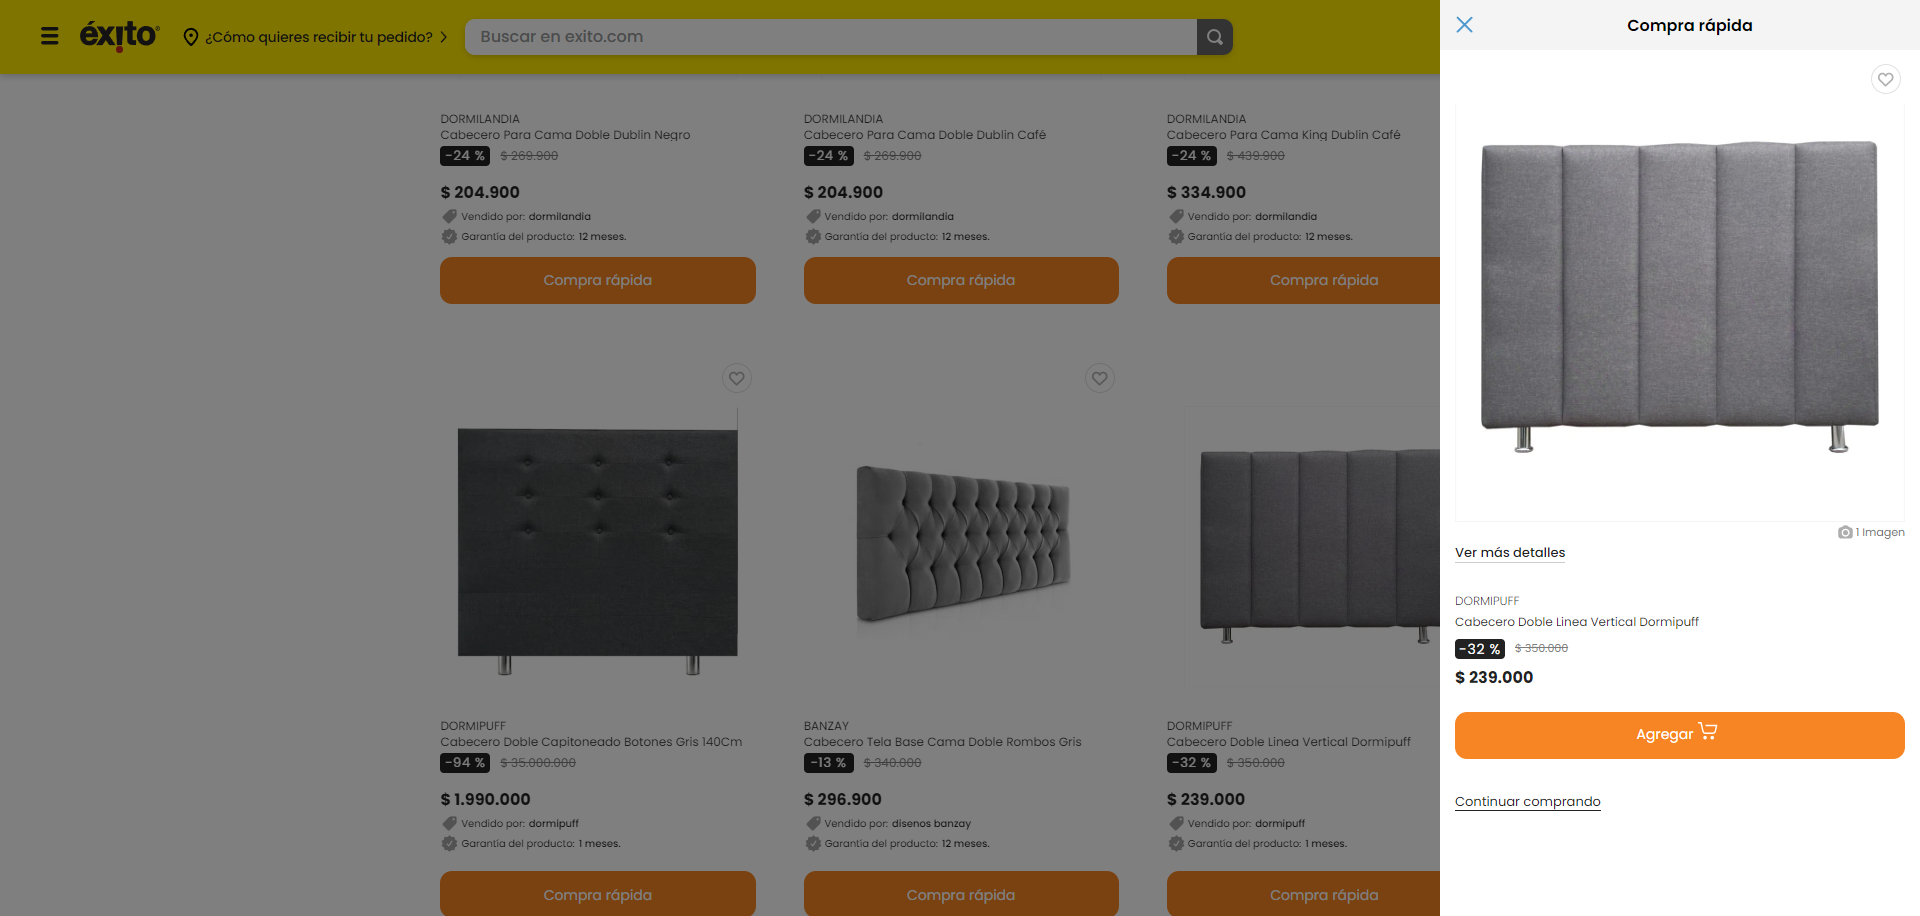 éxito
¿Cómo quieres recibir tu pedido?
Buscar en exito.com
DORMILANDIA
Cabecero Para Cama Doble Dublin Negro
-24 % $ 269.900
$ 204.900
Vendido por: dormilandia
Garantía del producto: 12 meses.
Compra rápida
DORMILANDIA
Cabecero Para Cama Doble Dublin Café
-24 % $ 269.900
$ 204.900
Vendido por: dormilandia
Garantía del producto: 12 meses.
Compra rápida
DORMILANDIA
Cabecero Para Cama King Dublin Café
-24 % $ 439.900
$ 334.900
Vendido por: dormilandia
Garantía del producto: 12 meses.
Compra rápida
DORMIPUFF
Cabecero Doble Capitoneado Botones Gris 140Cm
-94 % $ 35.000.000
$ 1.990.000
Vendido por: dormipuff
Garantía del producto: 1 meses.
Compra rápida
BANZAY
Cabecero Tela Base Cama Doble Rombos Gris
-13 % $ 340.000
$ 296.900
Vendido por: disenos banzay
Garantía del producto: 12 meses.
Compra rápida
DORMIPUFF
Cabecero Doble Linea Vertical Dormipuff
-32 % $ 350.000
$ 239.000
Vendido por: dormipuff
Garantía del producto: 1 meses.
Compra rápida
Compra rápida
1 Imagen
Ver más detalles
DORMIPUFF
Cabecero Doble Linea Vertical Dormipuff
-32 % $ 350.000
$ 239.000
Agregar
Continuar comprando